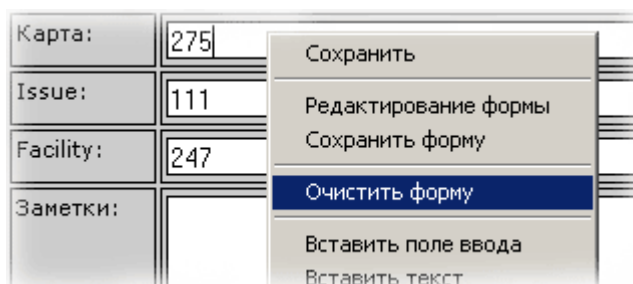 Карта:
275
Сохранить
Issue:
111
Редактирование формы
Сохранить форму
Facility:
247
Очистить форму
Заметки:
Вставить поле ввода
Вставить текст